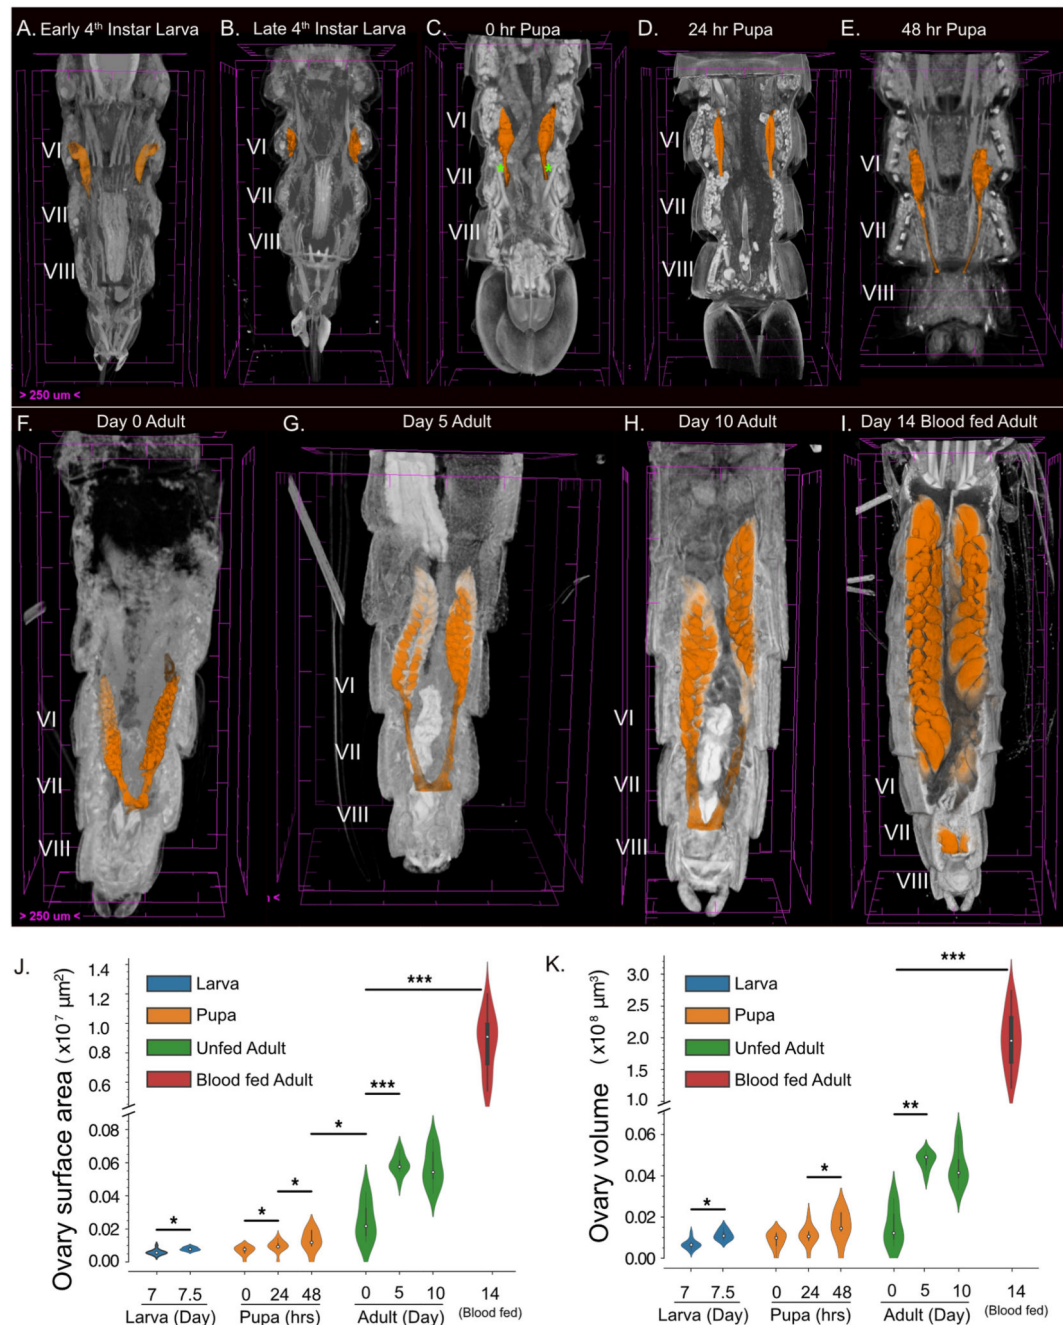 A. Early 4th Instar Larva
B. Late 4th Instar Larva
C. 0 hr Pupa
D. 24 hr Pupa
E. 48 hr Pupa
VI
VII
VIII
VI
VII
VIII
VI
VII
VIII
*
*
VI
VII
VIII
VI
VII
VIII
> 250 um <
F. Day 0 Adult
G. Day 5 Adult
H. Day 10 Adult
I. Day 14 Blood fed Adult
VI
VII
VIII
VI
VII
VIII
VI
VII
VIII
VI
VII
VIII
> 250 um <
J.
Ovary surface area ( x10⁷ µm²)
1.4
1.2
1.0
0.8
0.6
0.08
0.06
0.04
0.02
0.00
Larva
Pupa
Unfed Adult
Blood fed Adult
*
*
*
*
***
***
7 7.5 0 24 48 0 5 10 14
Larva (Day) Pupa (hrs) Adult (Day) (Blood fed)
K.
Ovary volume ( x10⁸ µm³)
3.0
2.5
2.0
1.5
1.0
0.06
0.04
0.02
0.00
Larva
Pupa
Unfed Adult
Blood fed Adult
*
*
**
***
7 7.5 0 24 48 0 5 10 14
Larva (Day) Pupa (hrs) Adult (Day) (Blood fed)